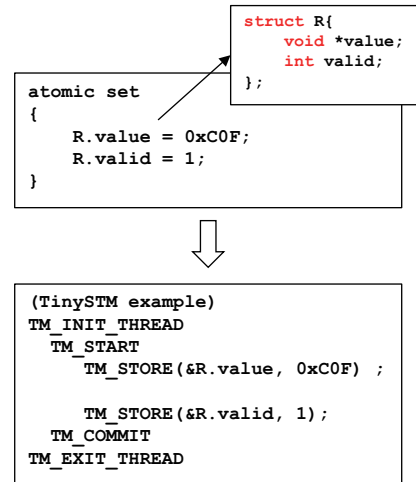 struct R{
void *value;
int valid;
};
atomic set
{
R.value = 0xC0F;
R.valid = 1;
}
(TinySTM example)
TM_INIT_THREAD
TM_START
TM_STORE(&R.value, 0xC0F) ;
TM_STORE(&R.valid, 1);
TM_COMMIT
TM_EXIT_THREAD